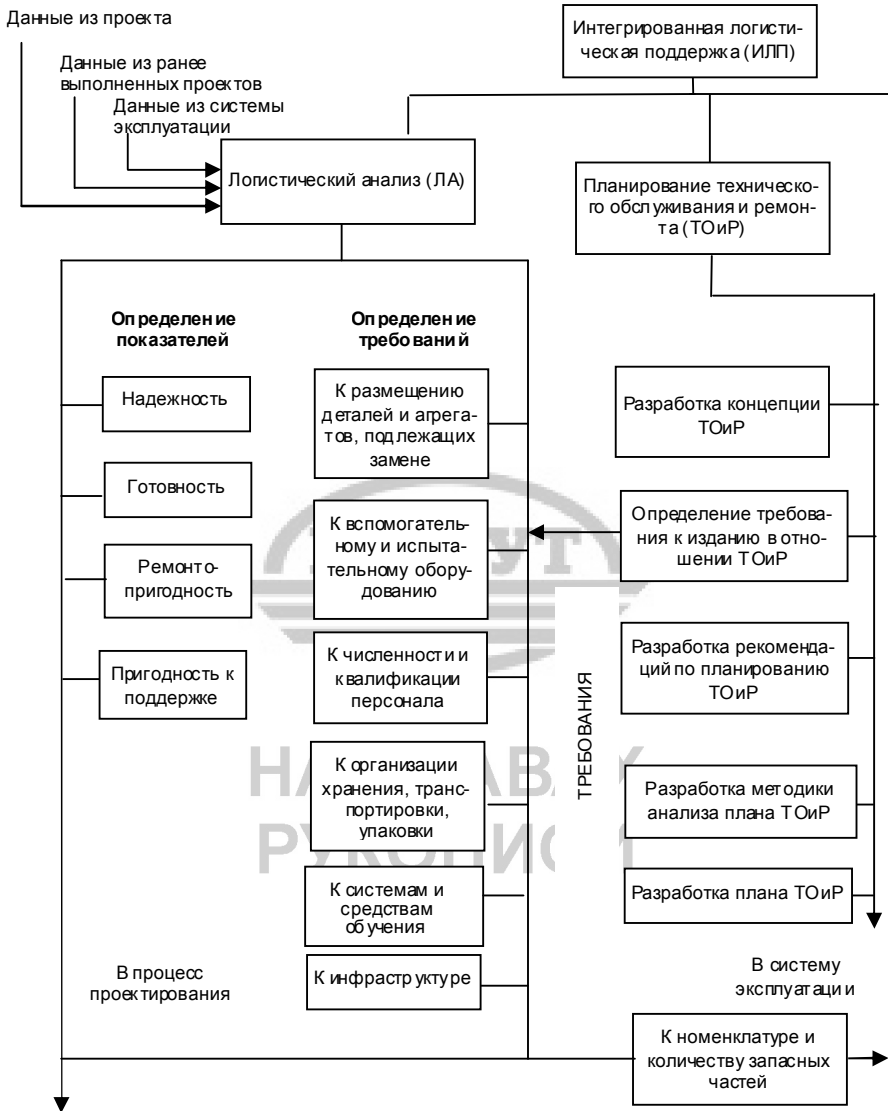 Данные из проекта
Данные из ранее
выполненных проектов
Данные из системы
эксплуатации
Интегрированная логисти-
ческая поддержка (ИЛП)
Логистический анализ (ЛА)
Планирование техническо-
го обслуживания и ремон-
та (ТОиР)
Определение
показателей
Надежность
Готовность
Ремонто-
пригодность
Пригодность к
поддержке
Определение
требований
К размещению
деталей и агрега-
тов, подлежащих
замене
К вспомогатель-
ному и испыта-
тельному обору-
дованию
К численности и
квалификации
персонала
К организации
хранения, транс-
портировки,
упаковки
К системам и
средствам
обучения
К инфраструктуре
ТРЕБОВАНИЯ
Разработка концепции
ТОиР
Определение требова-
ния к изданию в отно-
шении ТОиР
Разработка рекоменда-
ций по планированию
ТОиР
Разработка методики
анализа плана ТОиР
Разработка плана ТОиР
В процесс
проектирования
В систему
эксплуатации
К номенклатуре и
количеству запасных
частей
РУКОПИСИ